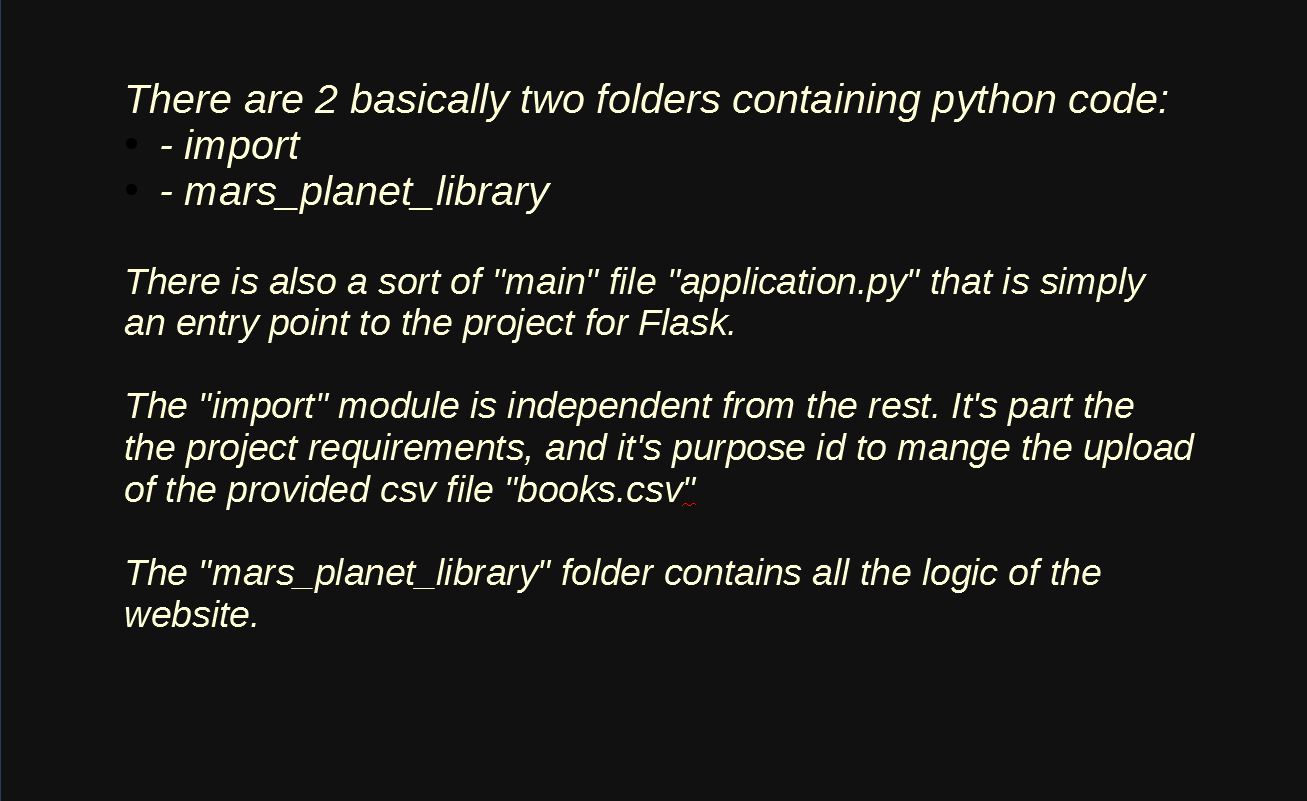 There are 2 basically two folders containing python code:
• - import
• - mars_planet_library
There is also a sort of "main" file "application.py" that is simply
an entry point to the project for Flask.
The "import" module is independent from the rest. It's part the
the project requirements, and it's purpose id to mange the upload
of the provided csv file "books.csv"
The "mars_planet_library" folder contains all the logic of the
website.